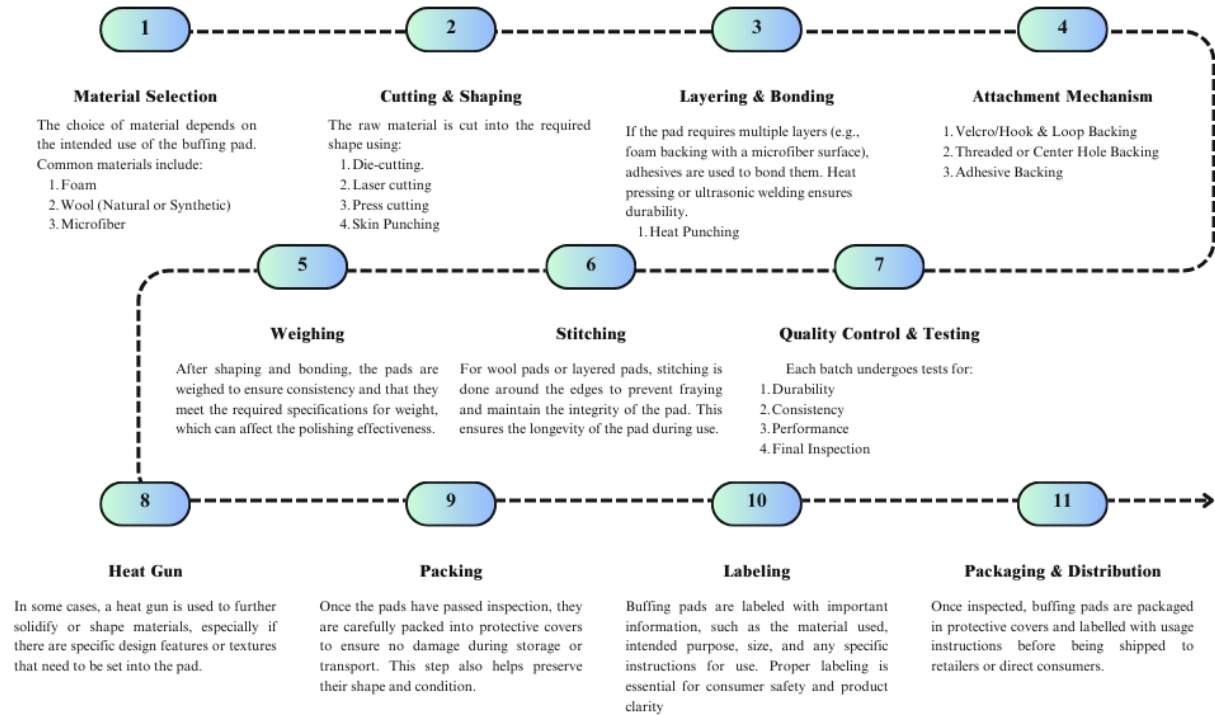 1
2
3
4
Material Selection
The choice of material depends on
the intended use of the buffing pad.
Common materials include:
1. Foam
2. Wool (Natural or Synthetic)
3. Microfiber
Cutting & Shaping
The raw material is cut into the required
shape using:
1. Die-cutting.
2. Laser cutting
3. Press cutting
4. Skin Punching
Layering & Bonding
If the pad requires multiple layers (e.g.,
foam backing with a microfiber surface),
adhesives are used to bond them. Heat
pressing or ultrasonic welding ensures
durability.
1. Heat Punching
Attachment Mechanism
1. Velcro/Hook & Loop Backing
2. Threaded or Center Hole Backing
3. Adhesive Backing
5
6
7
Weighing
After shaping and bonding, the pads are
weighed to ensure consistency and that they
meet the required specifications for weight,
which can affect the polishing effectiveness.
Stitching
For wool pads or layered pads, stitching is
done around the edges to prevent fraying
and maintain the integrity of the pad. This
ensures the longevity of the pad during use.
Quality Control & Testing
Each batch undergoes tests for:
1. Durability
2. Consistency
3. Performance
4. Final Inspection
8
9
10
11
Heat Gun
In some cases, a heat gun is used to further
solidify or shape materials, especially if
there are specific design features or textures
that need to be set into the pad.
Packing
Once the pads have passed inspection, they
are carefully packed into protective covers
to ensure no damage during storage or
transport. This step also helps preserve
their shape and condition.
Labeling
Buffing pads are labeled with important
information, such as the material used,
intended purpose, size, and any specific
instructions for use. Proper labeling is
essential for consumer safety and product
clarity
Packaging & Distribution
Once inspected, buffing pads are packaged
in protective covers and labelled with usage
instructions before being shipped to
retailers or direct consumers.